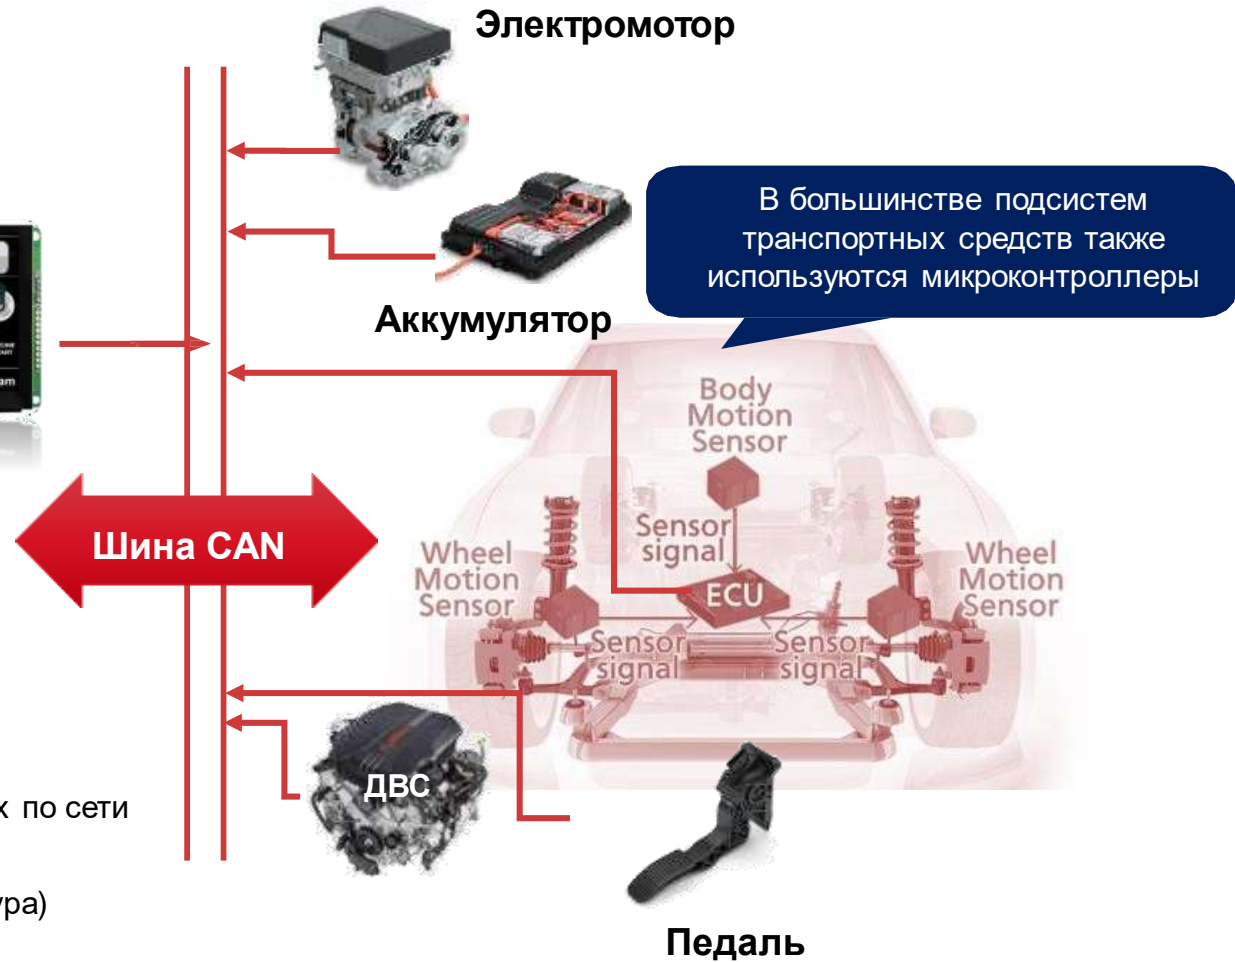 Электромотор
В большинстве подсистем
транспортных средств также
используются микроконтроллеры
Аккумулятор
Body
Motion
Sensor
Sensor
signal
Шина CAN
Wheel
Motion
Sensor
ECU
Wheel
Motion
Sensor
Sensor
signal
Sensor
signal
ДВС
х по сети
ура)
Педаль